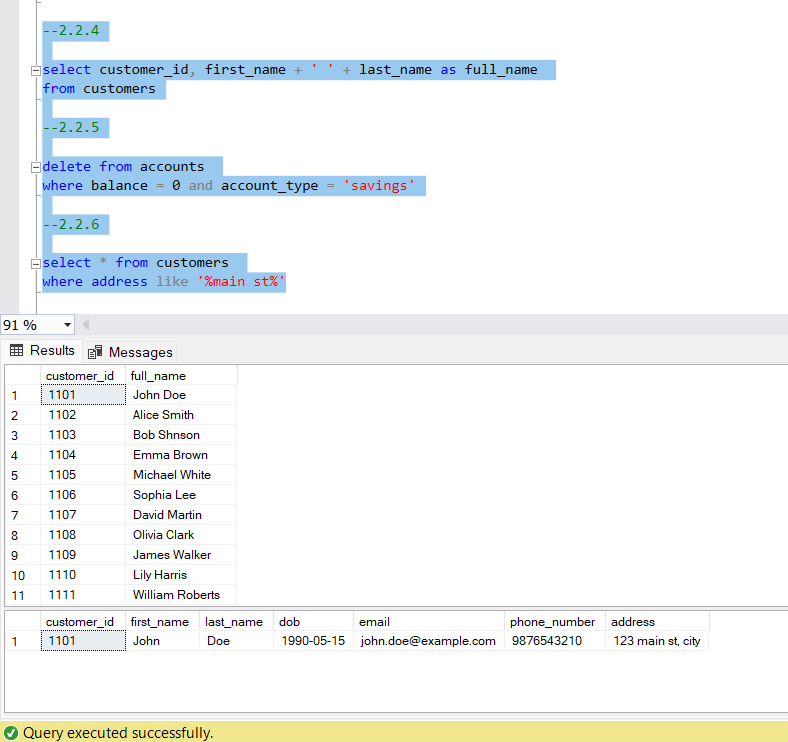 --2.2.4
select customer_id, first_name + ' ' + last_name as full_name
from customers
--2.2.5
delete from accounts
where balance = 0 and account_type = 'savings'
--2.2.6
select * from customers
where address like '%main st%'
91 %
Results Messages
customer_id full_name
1 1101 John Doe
2 1102 Alice Smith
3 1103 Bob Shnson
4 1104 Emma Brown
5 1105 Michael White
6 1106 Sophia Lee
7 1107 David Martin
8 1108 Olivia Clark
9 1109 James Walker
10 1110 Lily Harris
11 1111 William Roberts
customer_id first_name last_name dob email phone_number address
1 1101 John Doe 1990-05-15 john.doe@example.com 9876543210 123 main st, city
Query executed successfully.